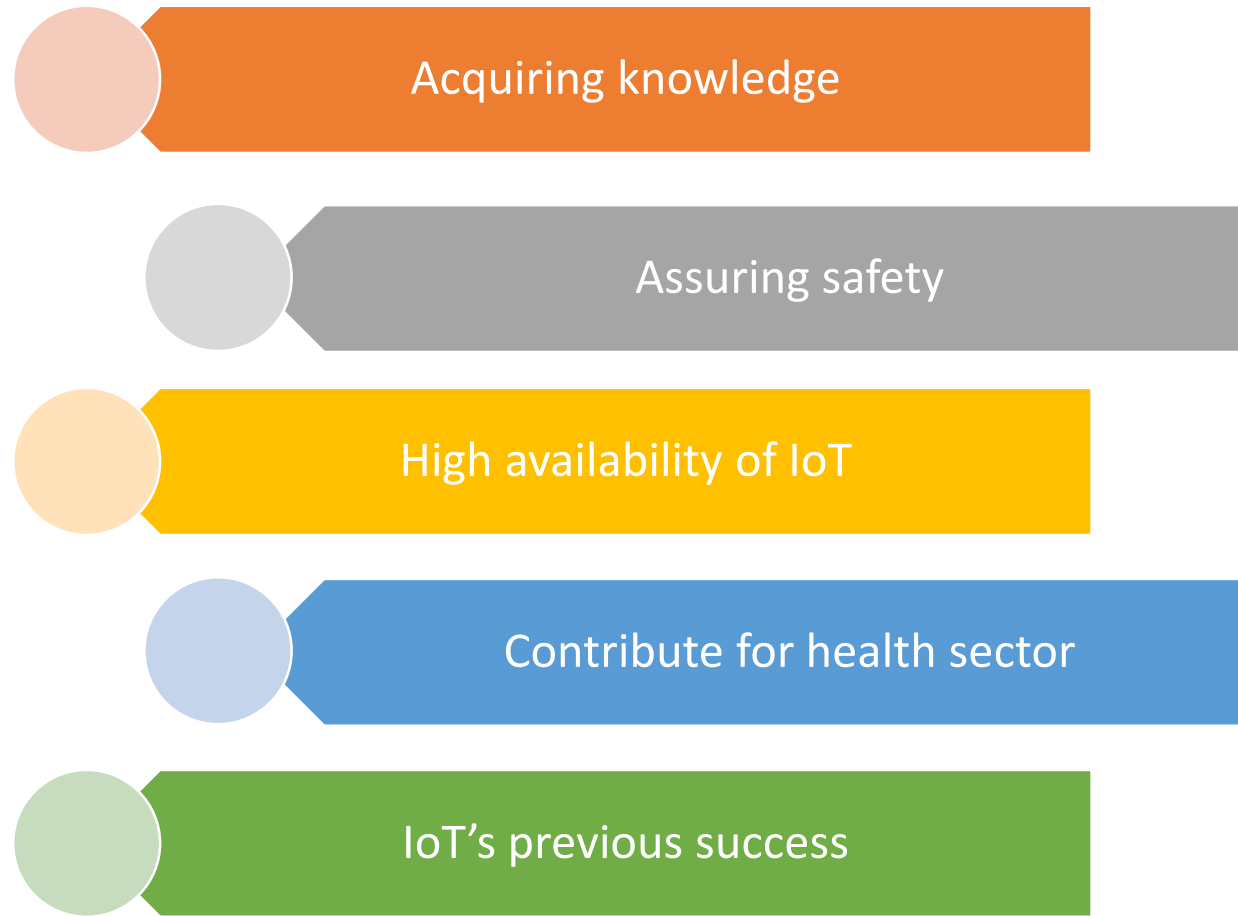 Acquiring knowledge
Assuring safety
High availability of IoT
Contribute for health sector
IoT’s previous success